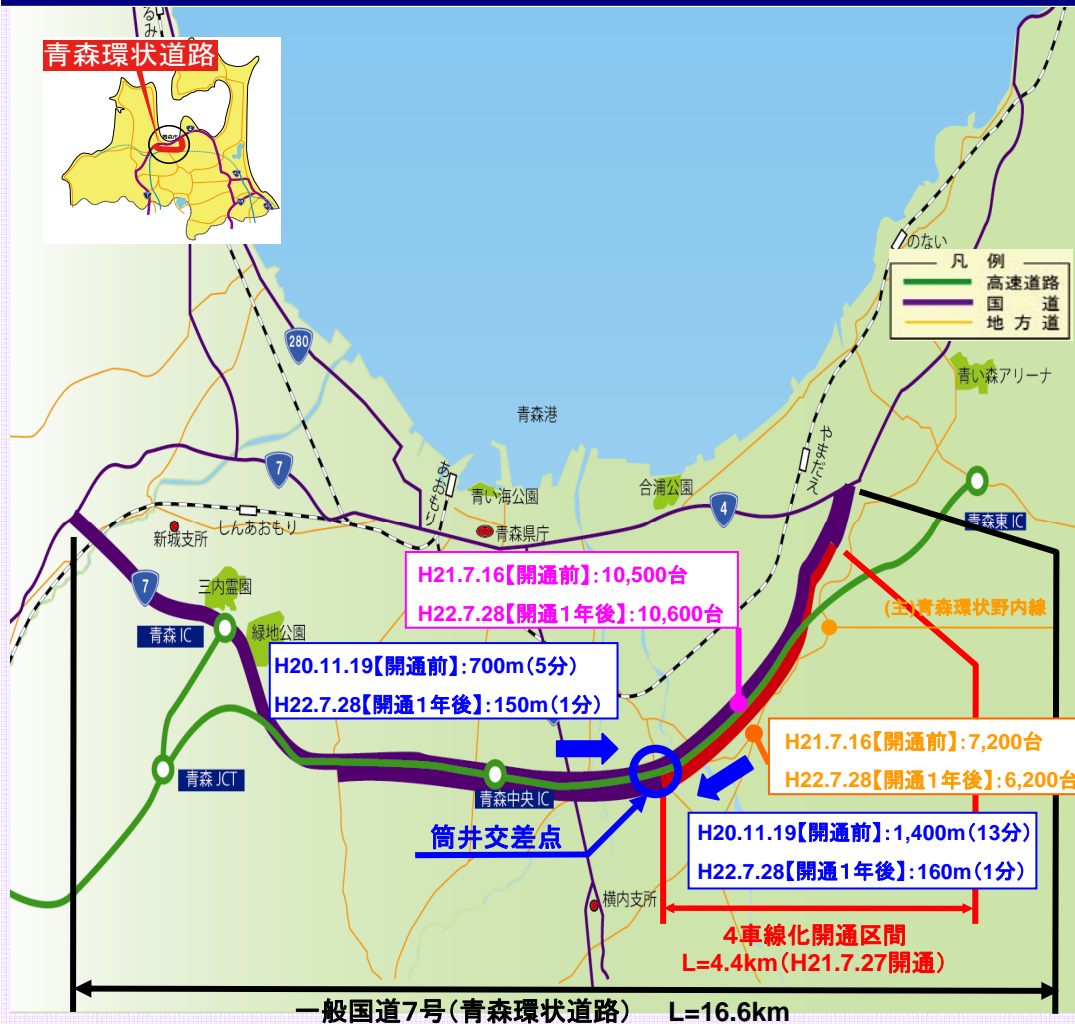 るみ
青森環状道路
青森市
のない
凡　例
高速道路
国　道
地方道
280
青い森アリーナ
青森港
やまだえ
7
あおもり
青い海公園
合浦公園
4
青森東 IC
新城支所
しんあおもり
青森県庁
H21.7.16【開通前】：10,500台
H22.7.28【開通1年後】：10,600台
7
三内霊園
(主)青森環状野内線
青森 IC
緑地公園
H20.11.19【開通前】：700m（5分）
H22.7.28【開通１年後】：150m（1分）
H21.7.16【開通前】：7,200台
H22.7.28【開通1年後】：6,200台
青森 JCT
青森中央 IC
筒井交差点
H20.11.19【開通前】：1,400m（13分）
H22.7.28【開通1年後】：160m（1分）
横内支所
４車線化開通区間
L=4.4km（H21.7.27開通）
一般国道７号（青森環状道路）　L=16.6km